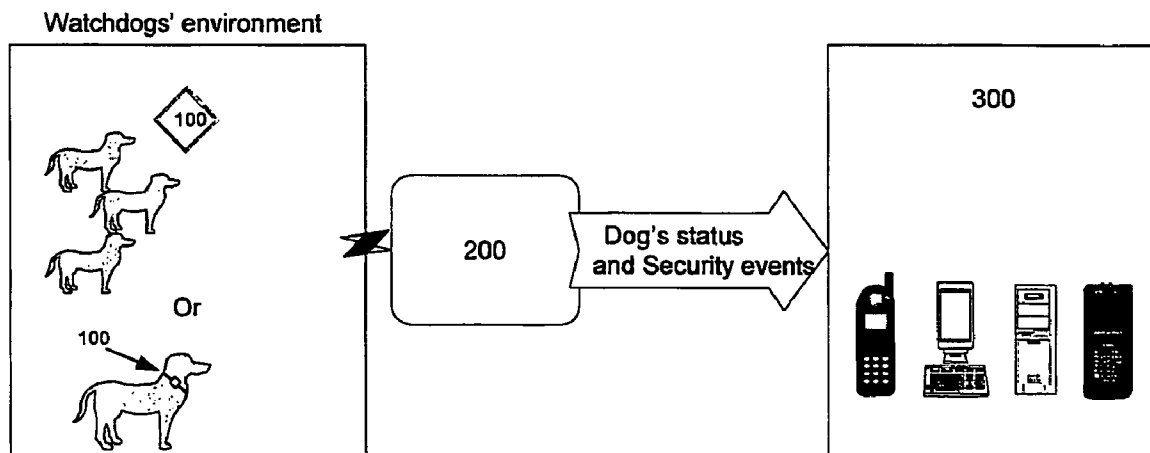 Watchdogs' environment
100
300
200
Dog's status
and Security events
Or
100